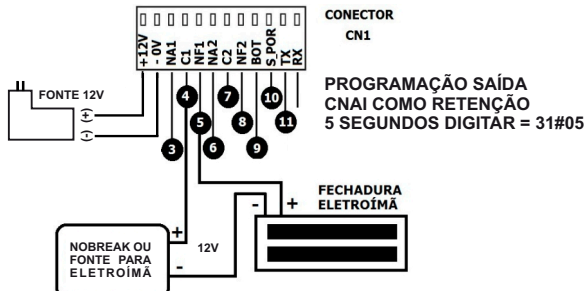 CONECTOR
CN1
+12V
- 0V
NA1
C1
NF1
NA2
C2
NF2
BOT
S_POR
TX
RX
FONTE 12V
(+)
(-)
4
7
10
5
8
11
3
6
9
PROGRAMAÇÃO SAÍDA
CNAI COMO RETENÇÃO
5 SEGUNDOS DIGITAR = 31#05
FECHADURA
ELETROÍMÃ
- +
+
12V
-
NOBREAK OU
FONTE PARA
ELETROÍMÃ